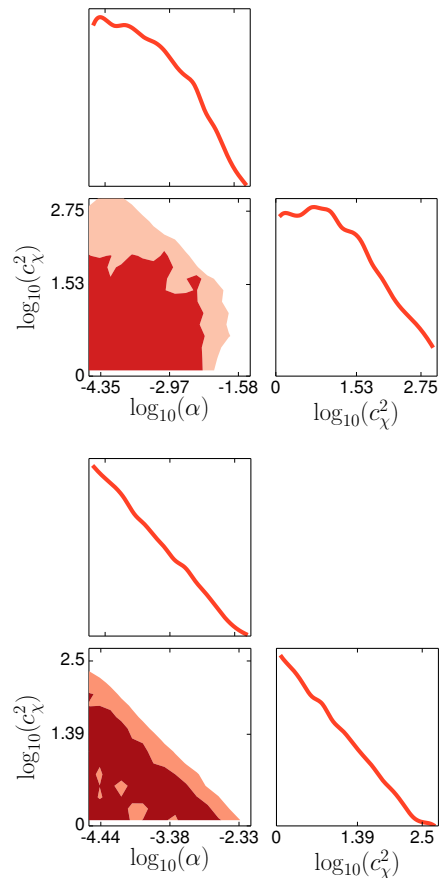 2.75
1.53
0
log₁₀(c²ᵪ)
-4.35 -2.97 -1.58
log₁₀(α)
0 1.53 2.75
log₁₀(c²ᵪ)
2.5
1.39
0
log₁₀(c²ᵪ)
-4.44 -3.38 -2.33
log₁₀(α)
0 1.39 2.5
log₁₀(c²ᵪ)